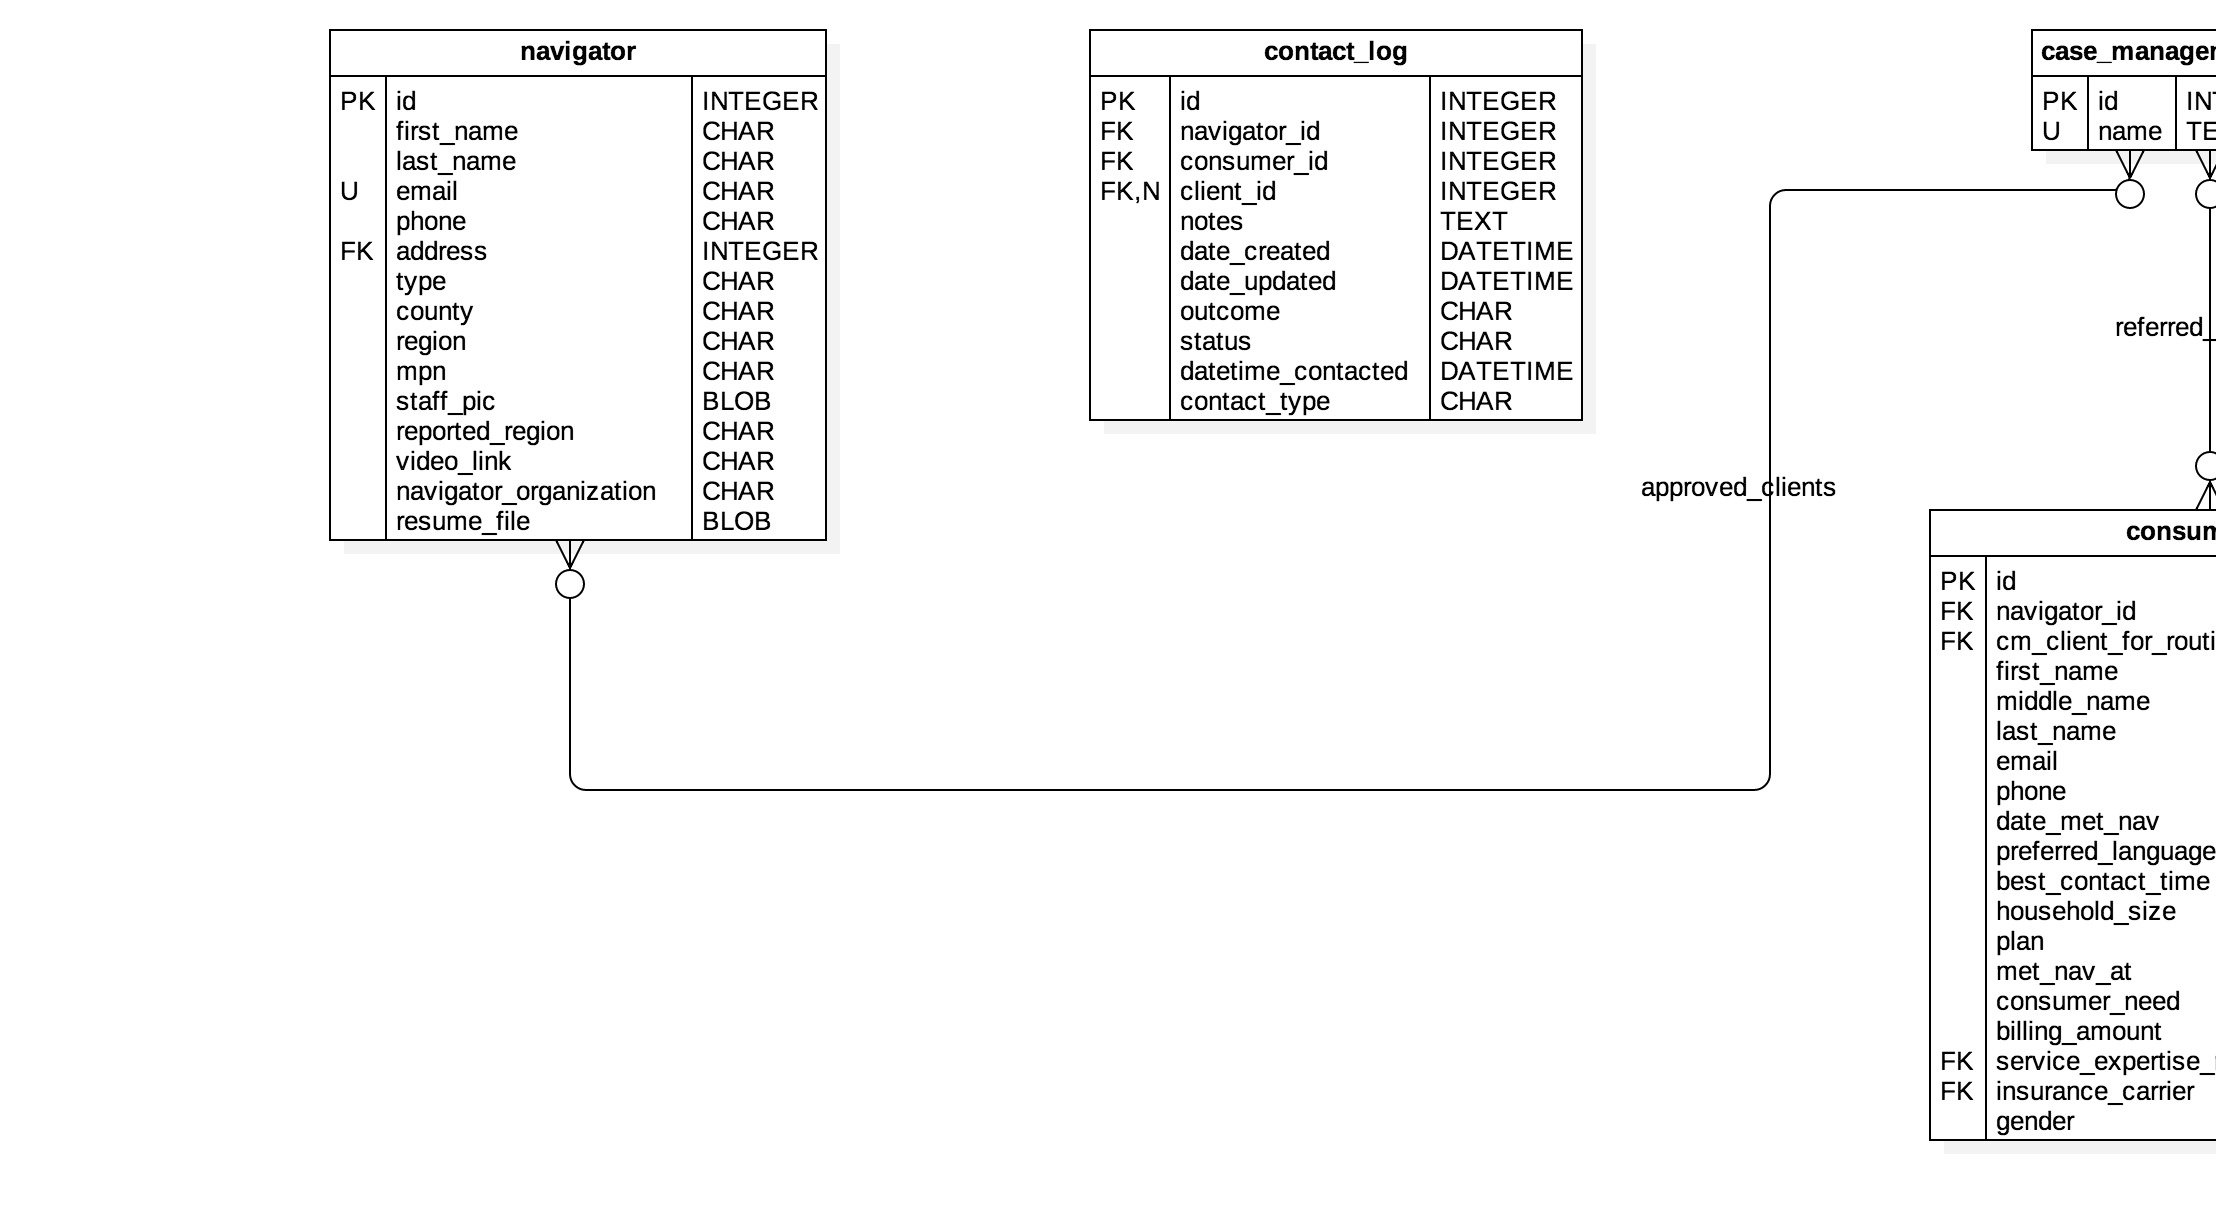 navigator
PK id INTEGER
first_name CHAR
last_name CHAR
U email CHAR
phone CHAR
FK address INTEGER
type CHAR
county CHAR
region CHAR
mpn CHAR
staff_pic BLOB
reported_region CHAR
video_link CHAR
navigator_organization CHAR
resume_file BLOB
contact_log
PK id INTEGER
FK navigator_id INTEGER
FK consumer_id INTEGER
FK,N client_id INTEGER
notes TEXT
date_created DATETIME
date_updated DATETIME
outcome CHAR
status CHAR
datetime_contacted DATETIME
contact_type CHAR
case_manager
PK id INT
U name TE
referred_
approved_clients
consum
PK id
FK navigator_id
FK cm_client_for_routi
first_name
middle_name
last_name
email
phone
date_met_nav
preferred_language
best_contact_time
household_size
plan
met_nav_at
consumer_need
billing_amount
FK service_expertise_
FK insurance_carrier
gender